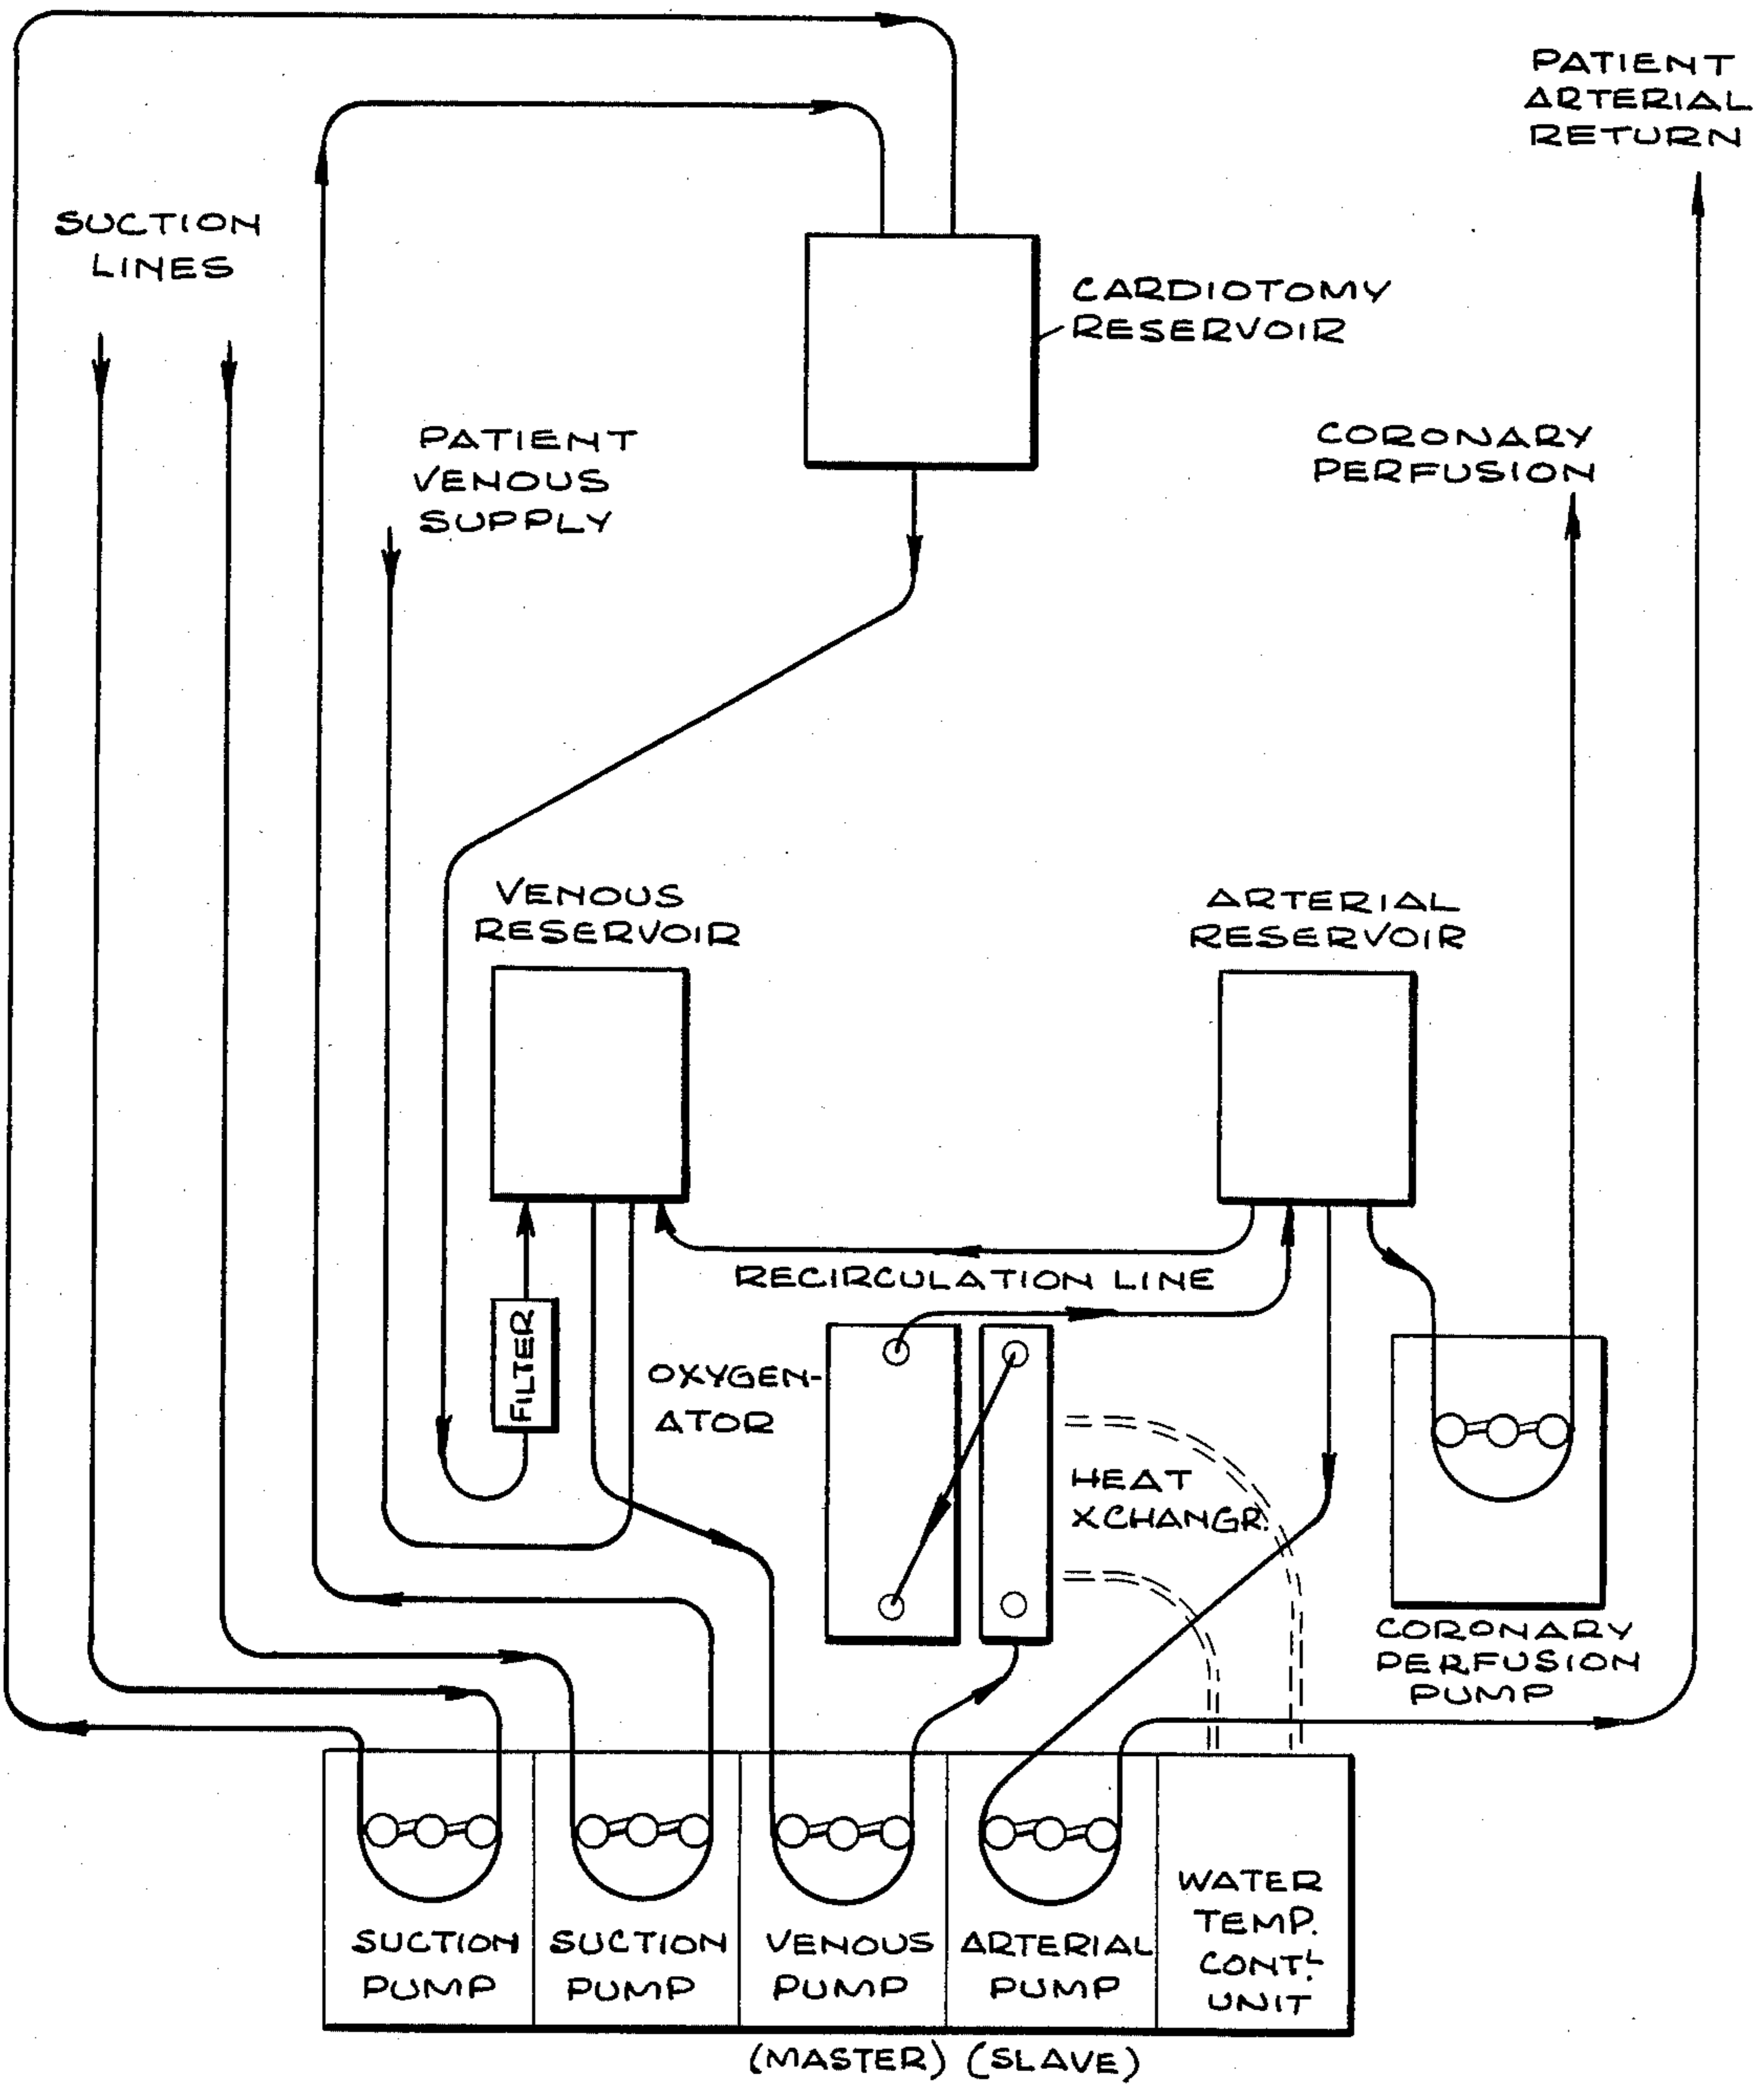 PATIENT
ARTERIAL
RETURN
SUCTION
LINES
CARDIOTOMY
RESERVOIR
PATIENT
VENOUS
SUPPLY
CORONARY
PERFUSION
VENOUS
RESERVOIR
ARTERIAL
RESERVOIR
RECIRCULATION LINE
FILTER
OXYGEN-
ATOR
HEAT
XCHANGR.
CORONARY
PERFUSION
PUMP
SUCTION
PUMP
SUCTION
PUMP
VENOUS
PUMP
ARTERIAL
PUMP
WATER
TEMP.
CONT.L
UNIT
(MASTER) (SLAVE)